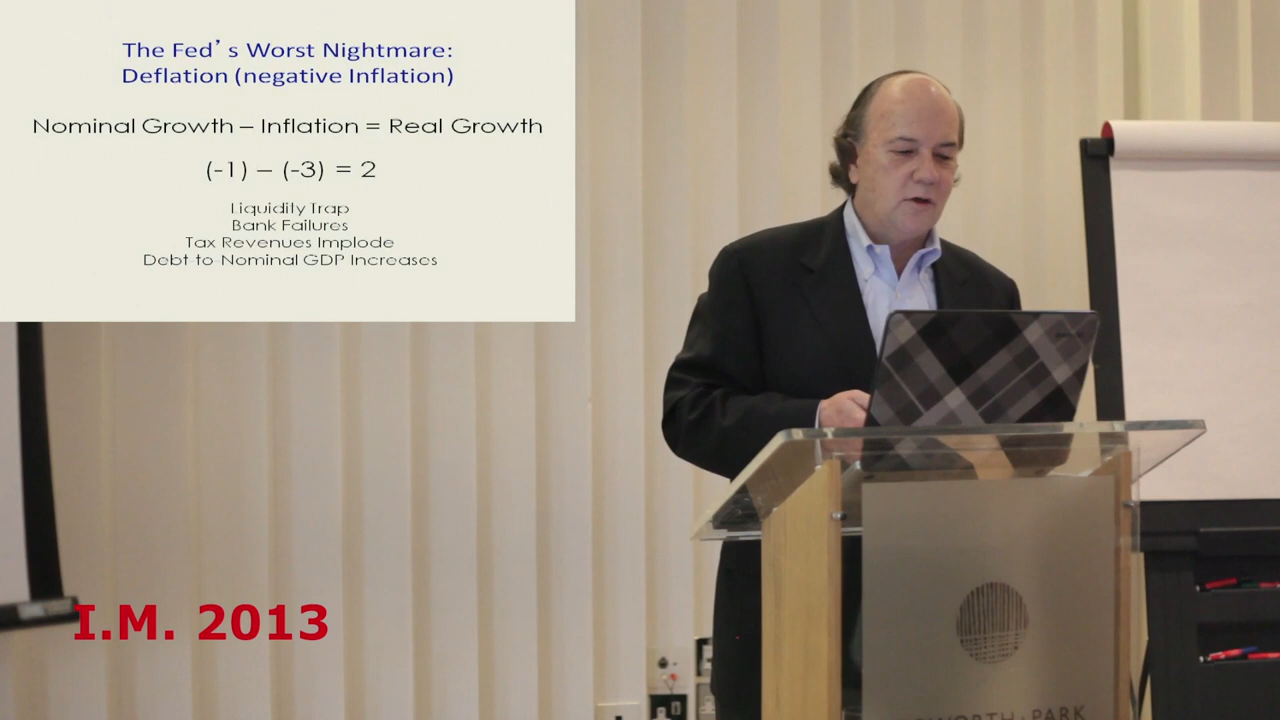 The Fed's Worst Nightmare:
Deflation (negative Inflation)
Nominal Growth – Inflation = Real Growth
(-1) – (-3) = 2
Liquidity Trap
Bank Failures
Tax Revenues Implode
Debt-to-Nominal GDP Increases
I.M. 2013
PARK